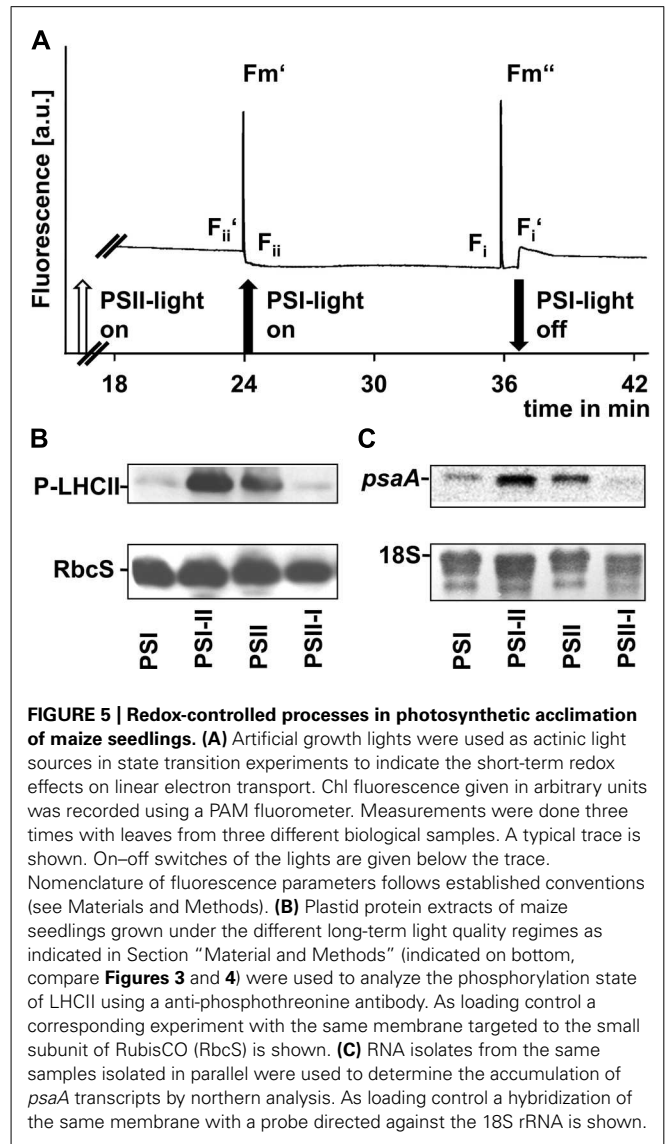 A
Fm‘ Fm“
Fluorescence [a.u.]
Fii‘ Fii Fi Fi‘
PSII-light on
PSI-light on
PSI-light off
18 24 30 36 42
time in min
B
P-LHCII-
RbcS -
PSI PSI-II PSII PSII-I
C
psaA-
18S-
PSI PSI-II PSII PSII-I
FIGURE 5 | Redox-controlled processes in photosynthetic acclimation
of maize seedlings. (A) Artificial growth lights were used as actinic light
sources in state transition experiments to indicate the short-term redox
effects on linear electron transport. Chl fluorescence given in arbitrary units
was recorded using a PAM fluorometer. Measurements were done three
times with leaves from three different biological samples. A typical trace is
shown. On–off switches of the lights are given below the trace.
Nomenclature of fluorescence parameters follows established conventions
(see Materials and Methods). (B) Plastid protein extracts of maize
seedlings grown under the different long-term light quality regimes as
indicated in Section “Material and Methods” (indicated on bottom,
compare Figures 3 and 4) were used to analyze the phosphorylation state
of LHCII using a anti-phosphothreonine antibody. As loading control a
corresponding experiment with the same membrane targeted to the small
subunit of RubisCO (RbcS) is shown. (C) RNA isolates from the same
samples isolated in parallel were used to determine the accumulation of
psaA transcripts by northern analysis. As loading control a hybridization of
the same membrane with a probe directed against the 18S rRNA is shown.